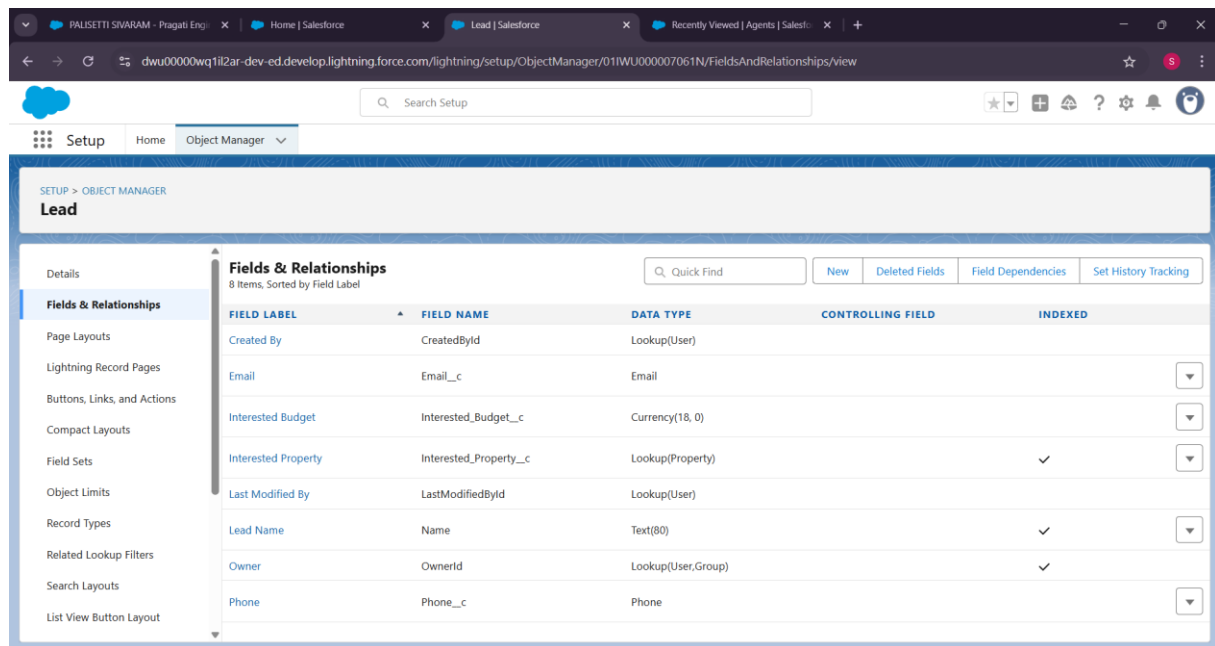 PALISETTI SIVARAM - Pragati Engi
Home | Salesforce
Lead | Salesforce
Recently Viewed | Agents | Salesfo
dwu00000wq1il2ar-dev-ed.develop.lightning.force.com/lightning/setup/ObjectManager/01IWU000007061N/FieldsAndRelationships/view
S
Search Setup
Setup Home Object Manager
SETUP > OBJECT MANAGER
Lead
Details
Fields & Relationships
Page Layouts
Lightning Record Pages
Buttons, Links, and Actions
Compact Layouts
Field Sets
Object Limits
Record Types
Related Lookup Filters
Search Layouts
List View Button Layout
Fields & Relationships
8 Items, Sorted by Field Label
Quick Find
New Deleted Fields Field Dependencies Set History Tracking
FIELD LABEL FIELD NAME DATA TYPE CONTROLLING FIELD INDEXED
Created By CreatedById Lookup(User)
Email Email__c Email
Interested Budget Interested_Budget__c Currency(18, 0)
Interested Property Interested_Property__c Lookup(Property) ✓
Last Modified By LastModifiedById Lookup(User)
Lead Name Name Text(80) ✓
Owner OwnerId Lookup(User,Group) ✓
Phone Phone__c Phone